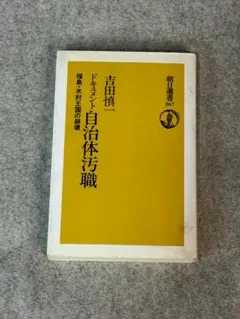 朝日選書
吉田慎一
ドキュメント・自治体汚職
福島・木村王国の崩壊